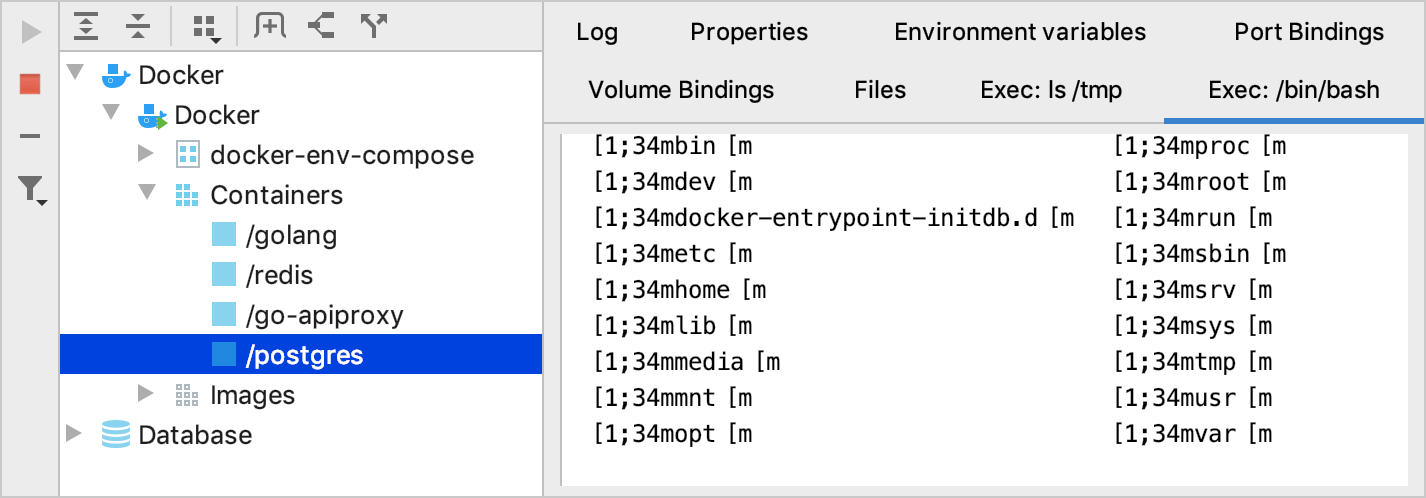 Docker
Docker
docker-env-compose
Containers
/golang
/redis
/go-apiproxy
/postgres
Images
Database
Log Properties Environment variables Port Bindings
Volume Bindings Files Exec: ls /tmp Exec: /bin/bash
[1;34mbin [m [1;34mproc [m
[1;34mdev [m [1;34mroot [m
[1;34mdocker-entrypoint-initdb.d [m [1;34mrun [m
[1;34metc [m [1;34msbin [m
[1;34mhome [m [1;34msrv [m
[1;34mlib [m [1;34msys [m
[1;34mmedia [m [1;34mtmp [m
[1;34mmnt [m [1;34musr [m
[1;34mopt [m [1;34mvar [m